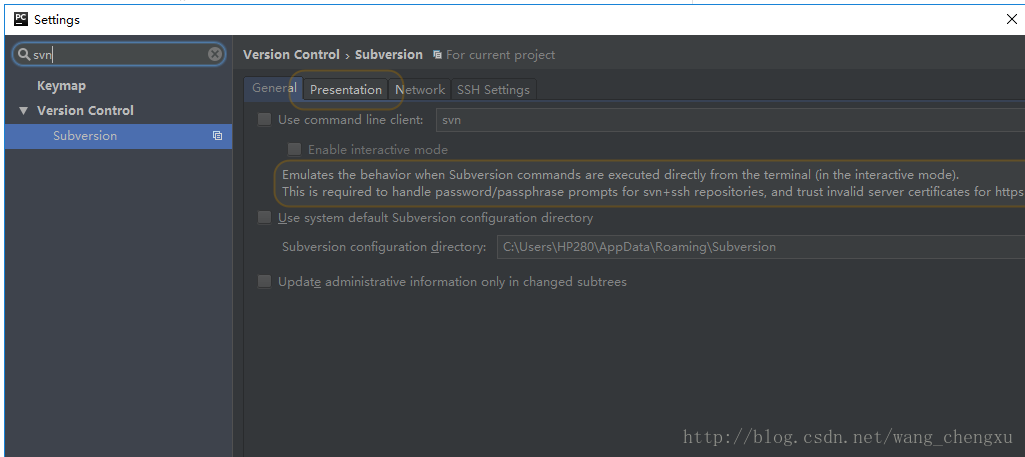 PC Settings
svn
Keymap
Version Control
Subversion
Version Control › Subversion For current project
General Presentation Network SSH Settings
Use command line client: svn
Enable interactive mode
Emulates the behavior when Subversion commands are executed directly from the terminal (in the interactive mode).
This is required to handle password/passphrase prompts for svn+ssh repositories, and trust invalid server certificates for https
Use system default Subversion configuration directory
Subversion configuration directory: C:\Users\HP280\AppData\Roaming\Subversion
Update administrative information only in changed subtrees
http://blog.csdn.net/wang_chengxu